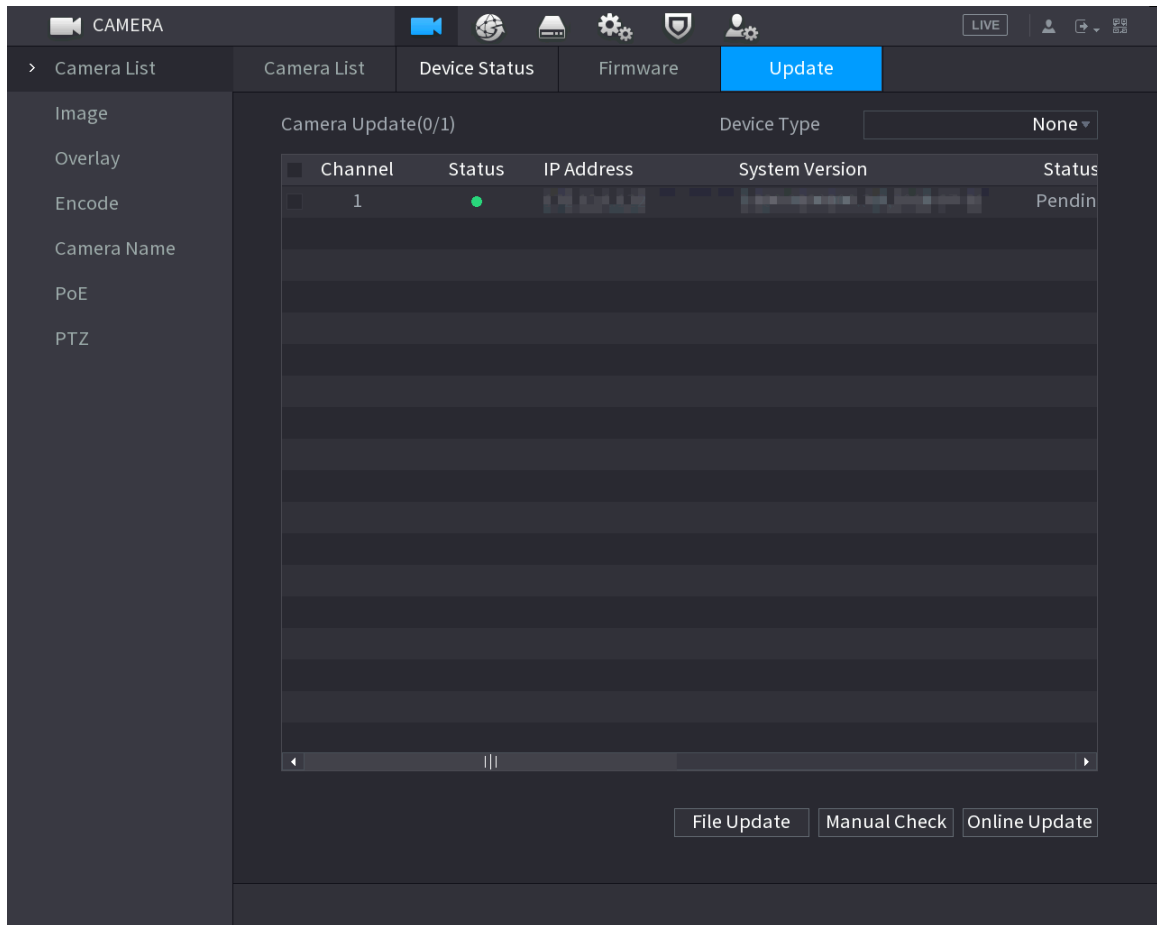 CAMERA LIVE
Camera List Camera List Device Status Firmware Update
Image
Camera Update(0/1) Device Type None
Overlay
Channel Status IP Address System Version Status
Encode
1 Pendin
Camera Name
PoE
PTZ
File Update Manual Check Online Update